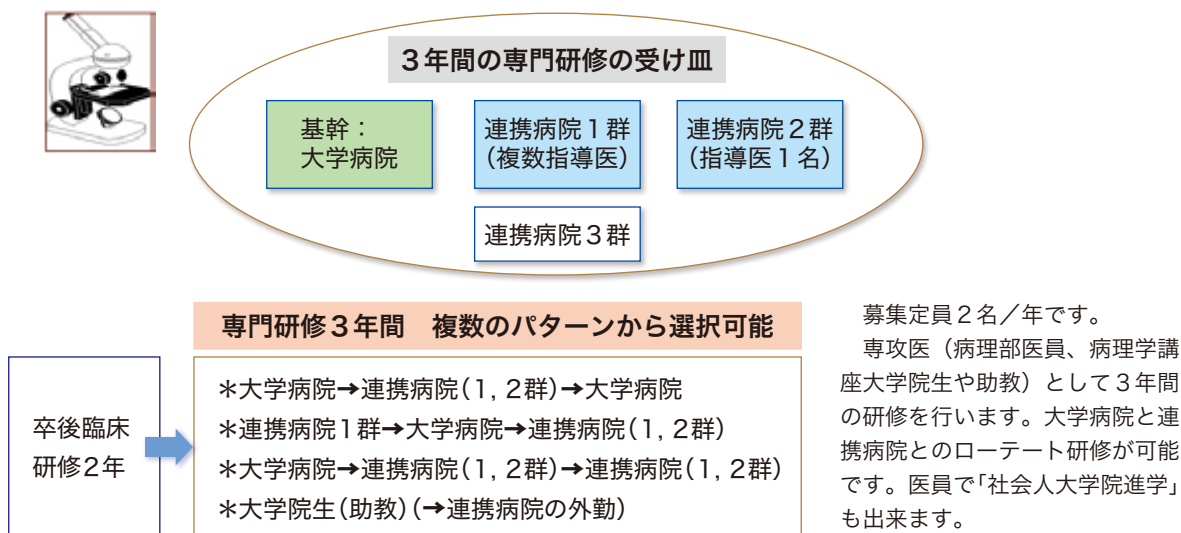 3年間の専門研修の受け皿
基幹：
大学病院
連携病院1群
（複数指導医）
連携病院2群
（指導医1名）
連携病院3群
専門研修3年間　複数のパターンから選択可能
卒後臨床
研修2年
＊大学病院→連携病院(1, 2群)→大学病院
＊連携病院1群→大学病院→連携病院(1, 2群)
＊大学病院→連携病院(1, 2群)→連携病院(1, 2群)
＊大学院生(助教)(→連携病院の外勤)
募集定員2名／年です。
専攻医（病理部医員、病理学講
座大学院生や助教）として3年間
の研修を行います。大学病院と連
携病院とのローテート研修が可能
です。医員で「社会人大学院進学」
も出来ます。